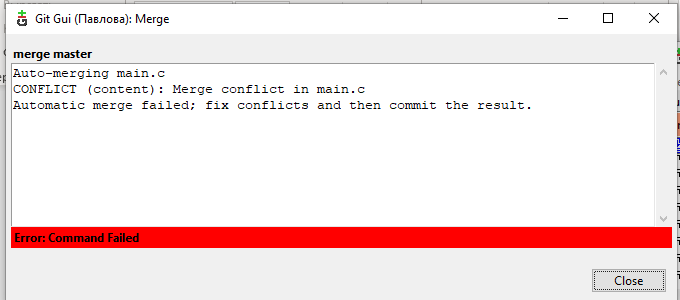 Git Gui (Павлова): Merge
merge master
Auto-merging main.c
CONFLICT (content): Merge conflict in main.c
Automatic merge failed; fix conflicts and then commit the result.
Error: Command Failed
Close